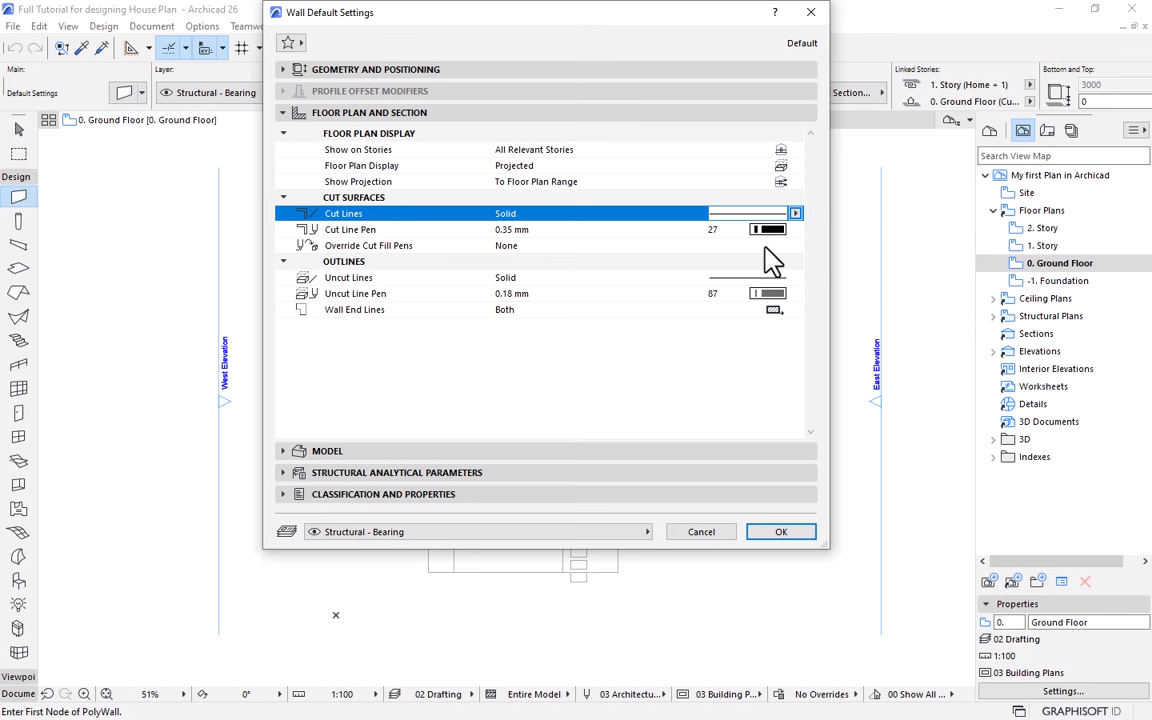 Full Tutorial for designing House Plan - Archicad 26
File Edit View Design Document Options Teamw
Main:
Default Settings
Layer:
Structural - Bearing
Section...
Linked Stories:
1. Story (Home + 1)
0. Ground Floor (Cu...
Bottom and Top:
3000
0
0. Ground Floor [0. Ground Floor]
Wall Default Settings
?
Default
GEOMETRY AND POSITIONING
PROFILE OFFSET MODIFIERS
FLOOR PLAN AND SECTION
FLOOR PLAN DISPLAY
Show on Stories All Relevant Stories
Floor Plan Display Projected
Show Projection To Floor Plan Range
CUT SURFACES
Cut Lines Solid
Cut Line Pen 0.35 mm 27
Override Cut Fill Pens None
OUTLINES
Uncut Lines Solid
Uncut Line Pen 0.18 mm 87
Wall End Lines Both
MODEL
STRUCTURAL ANALYTICAL PARAMETERS
CLASSIFICATION AND PROPERTIES
Structural - Bearing
Cancel
OK
Design
Viewpoi
Docume
West Elevation
East Elevation
Search View Map
My first Plan in Archicad
Site
Floor Plans
2. Story
1. Story
0. Ground Floor
-1. Foundation
Ceiling Plans
Structural Plans
Sections
Elevations
Interior Elevations
Worksheets
Details
3D Documents
3D
Indexes
Properties
0. Ground Floor
02 Drafting
1:100
03 Building Plans
Settings...
51% 0° 1:100 02 Drafting Entire Model 03 Architectu... 03 Building P... No Overrides 00 Show All ...
Enter First Node of PolyWall.
GRAPHISOFT ID